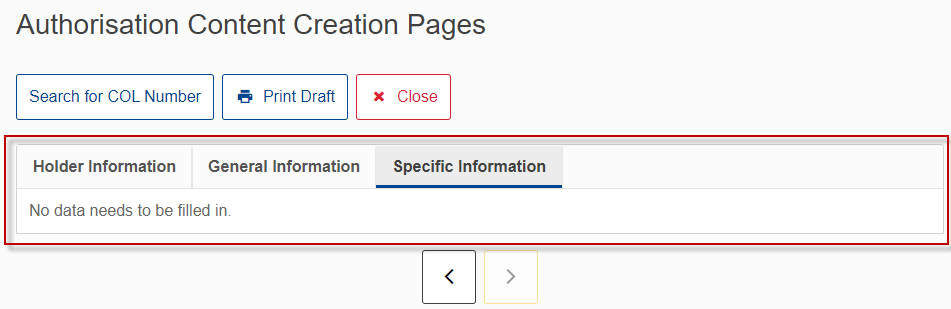 Authorisation Content Creation Pages
Search for COL Number Print Draft Close
Holder Information General Information Specific Information
No data needs to be filled in.